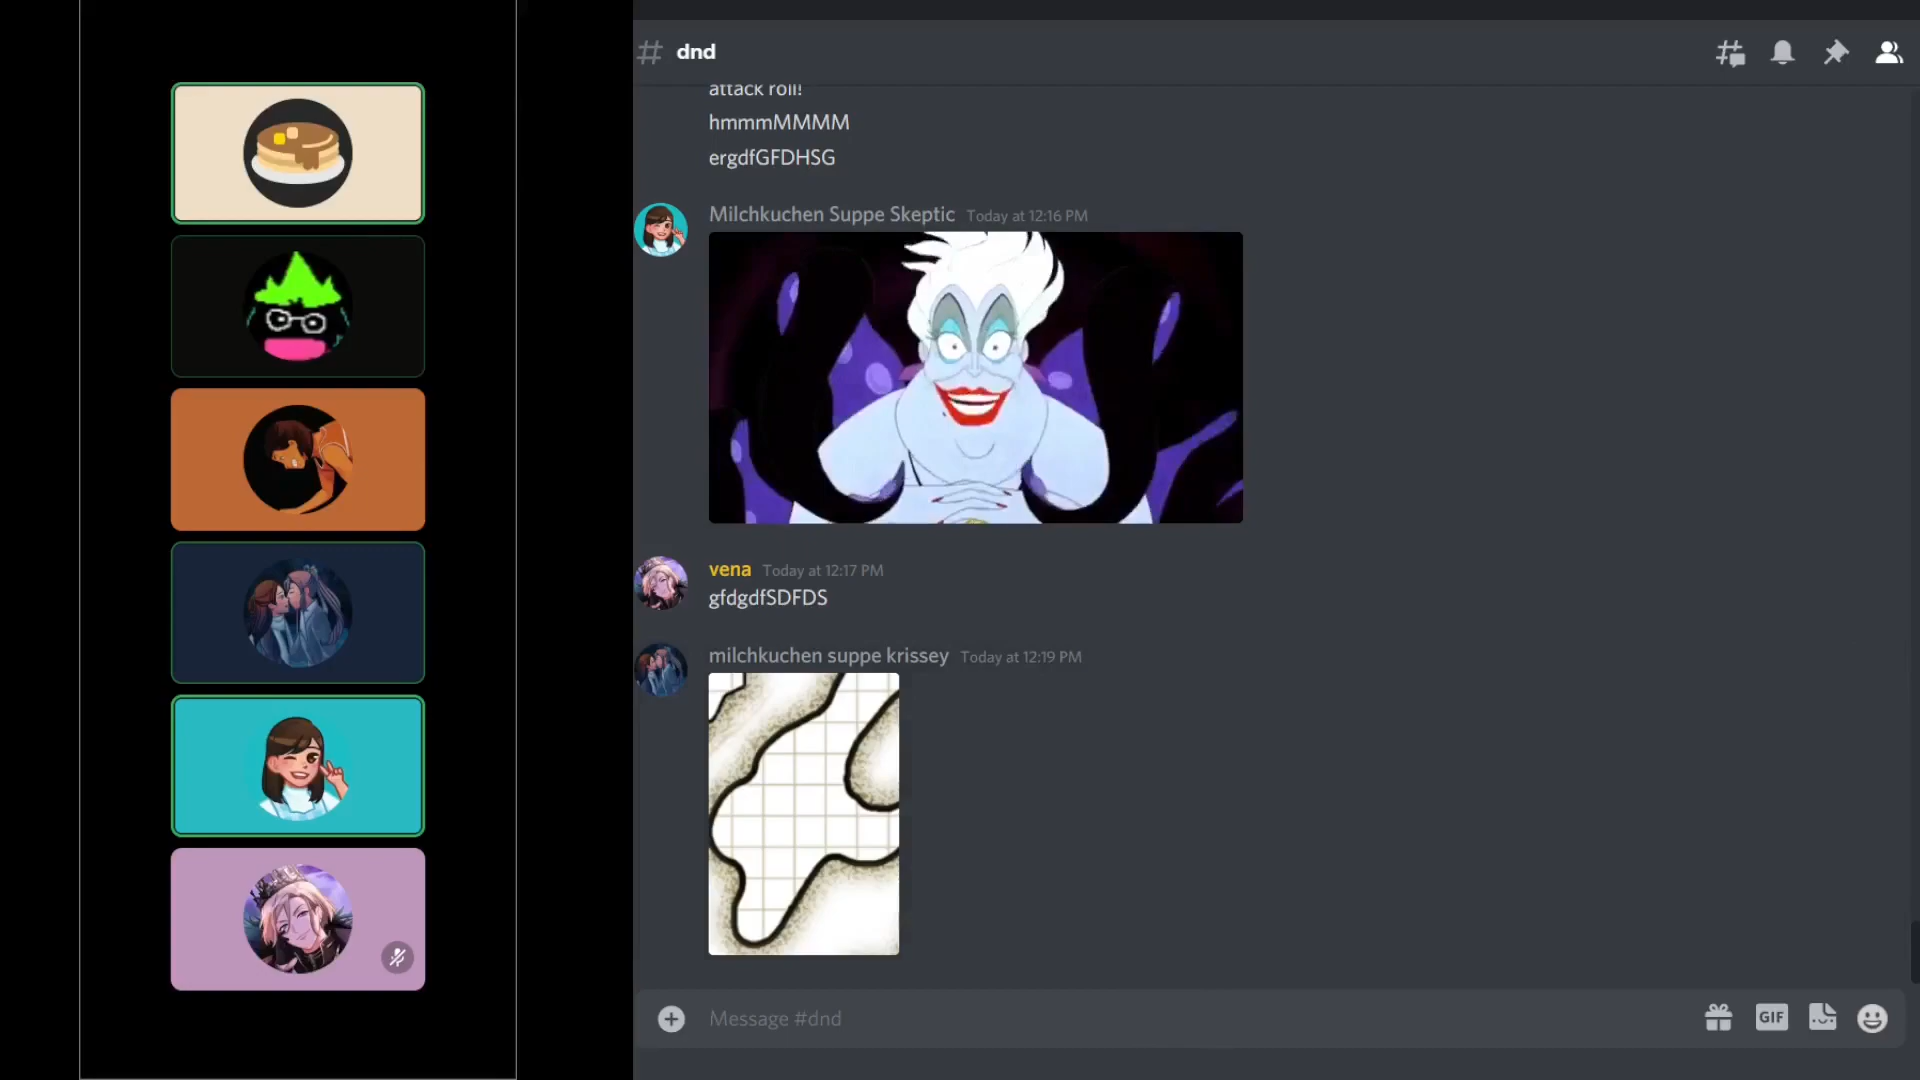 dnd
attack roll!
hmmmMMMM
ergdfGFDHSG
Milchkuchen Suppe Skeptic Today at 12:16 PM
vena Today at 12:17 PM
gfdgdfSDFDS
milchkuchen suppe krissey Today at 12:19 PM
Message #dnd
GIF